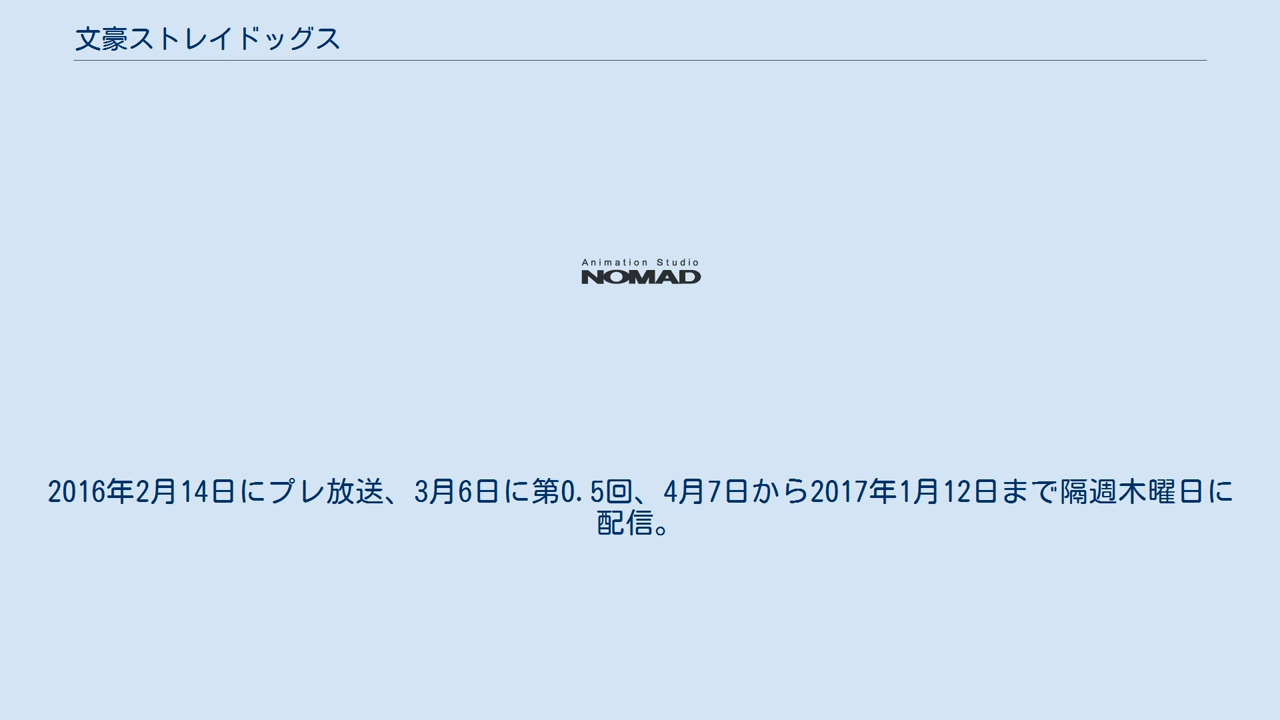 文豪ストレイドッグス
Animation Studio
NOMAD
2016年2月14日にプレ放送、3月6日に第0.5回、4月7日から2017年1月12日まで隔週木曜日に
配信。